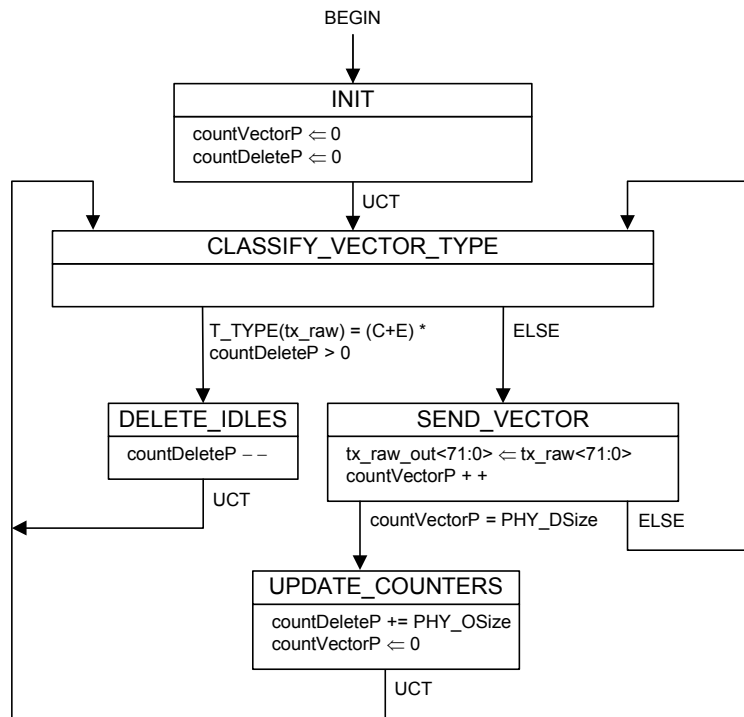 BEGIN
INIT
countVectorP ⇐ 0
countDeleteP ⇐ 0
UCT
CLASSIFY_VECTOR_TYPE
T_TYPE(tx_raw) = (C+E) *
countDeleteP > 0
ELSE
DELETE_IDLES
countDeleteP – –
UCT
SEND_VECTOR
tx_raw_out<71:0> ⇐ tx_raw<71:0>
countVectorP + +
countVectorP = PHY_DSize
ELSE
UPDATE_COUNTERS
countDeleteP += PHY_OSize
countVectorP ⇐ 0
UCT